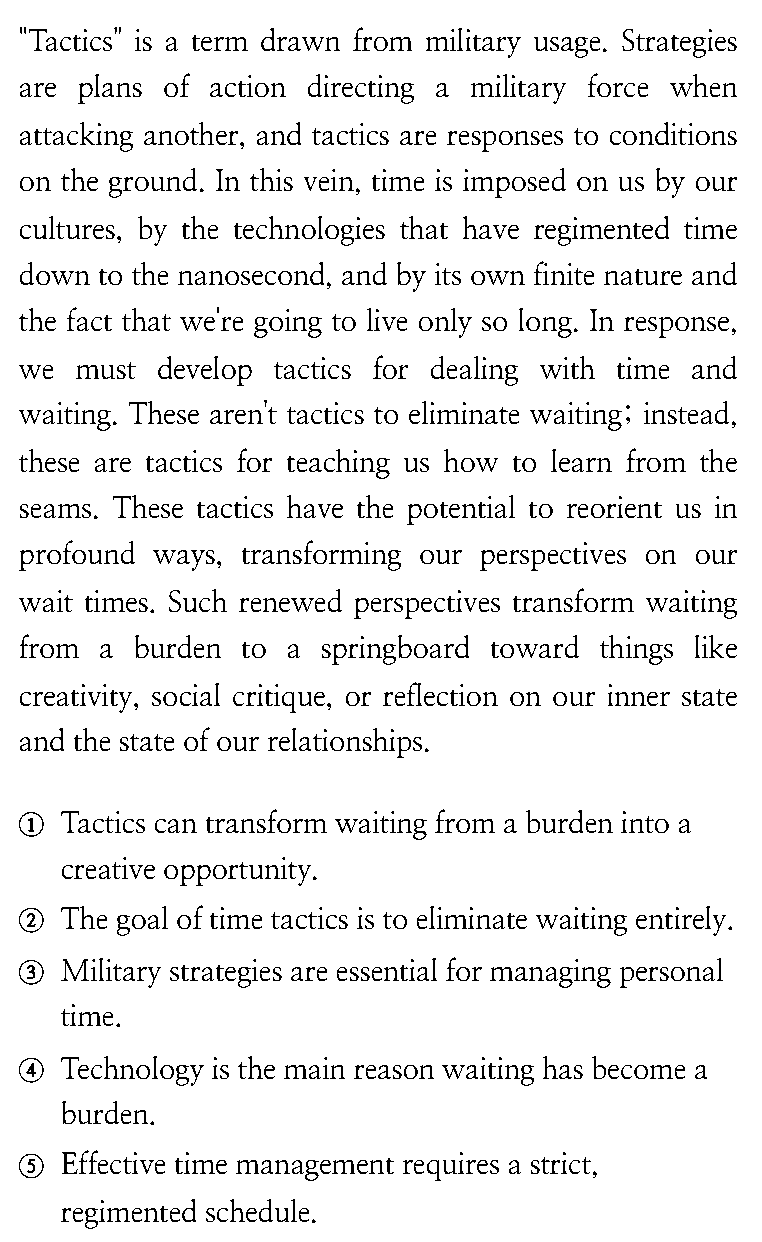 "Tactics" is a term drawn from military usage. Strategies
are plans of action directing a military force when
attacking another, and tactics are responses to conditions
on the ground. In this vein, time is imposed on us by our
cultures, by the technologies that have regimented time
down to the nanosecond, and by its own finite nature and
the fact that we're going to live only so long. In response,
we must develop tactics for dealing with time and
waiting. These aren't tactics to eliminate waiting; instead,
these are tactics for teaching us how to learn from the
seams. These tactics have the potential to reorient us in
profound ways, transforming our perspectives on our
wait times. Such renewed perspectives transform waiting
from a burden to a springboard toward things like
creativity, social critique, or reflection on our inner state
and the state of our relationships.
① Tactics can transform waiting from a burden into a
creative opportunity.
② The goal of time tactics is to eliminate waiting entirely.
③ Military strategies are essential for managing personal
time.
④ Technology is the main reason waiting has become a
burden.
⑤ Effective time management requires a strict,
regimented schedule.